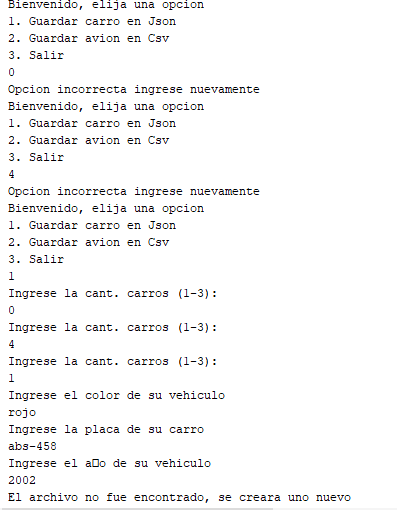 Bienvenido, elija una opcion
1. Guardar carro en Json
2. Guardar avion en Csv
3. Salir
0
Opcion incorrecta ingrese nuevamente
Bienvenido, elija una opcion
1. Guardar carro en Json
2. Guardar avion en Csv
3. Salir
4
Opcion incorrecta ingrese nuevamente
Bienvenido, elija una opcion
1. Guardar carro en Json
2. Guardar avion en Csv
3. Salir
1
Ingrese la cant. carros (1-3):
0
Ingrese la cant. carros (1-3):
4
Ingrese la cant. carros (1-3):
1
Ingrese el color de su vehiculo
rojo
Ingrese la placa de su carro
abs-458
Ingrese el a□o de su vehiculo
2002
El archivo no fue encontrado, se creara uno nuevo